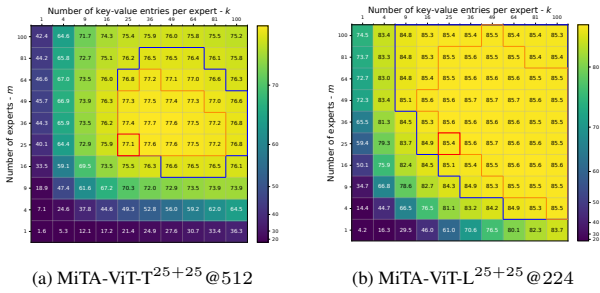 Number of key-value entries per expert - k
1 4 9 16 25 36 49 64 81 100
Number of experts - m
100 42.4 64.8 71.7 74.3 75.4 75.9 76.0 75.8 75.5 75.2
81 44.2 65.8 72.7 75.1 76.2 76.5 76.4 76.4 76.1 75.8
64 46.6 67.0 73.5 76.0 76.8 77.2 77.1 77.0 76.6 76.3
49 45.7 66.9 73.9 76.3 77.3 77.5 77.4 77.3 77.0 76.6
36 44.3 65.9 73.9 76.3 77.3 77.5 77.5 77.4 77.2 76.8
25 40.1 64.4 72.9 75.6 77.1 77.6 77.7 77.7 77.6 77.2
16 33.5 59.1 69.5 73.5 75.5 76.3 76.6 76.5 76.5 76.1
9 18.9 47.4 61.6 67.2 70.3 72.0 72.9 73.5 73.9 73.9
4 7.1 24.6 37.8 44.6 49.3 52.8 56.0 59.2 62.0 64.5
1 1.6 5.3 12.1 17.2 21.4 24.9 27.6 30.7 33.4 36.3
70
60
50
40
30
20
(a) MiTA-ViT-T25+25@512
Number of key-value entries per expert - k
1 4 9 16 25 36 49 64 81 100
Number of experts - m
100 74.5 83.4 84.8 85.3 85.4 85.4 85.5 85.4 85.4 85.3
81 73.7 83.3 84.8 85.3 85.4 85.5 85.5 85.5 85.4 85.4
64 72.7 83.2 84.8 85.3 85.4 85.5 85.5 85.5 85.5 85.5
49 72.3 83.4 85.1 85.6 85.6 85.6 85.6 85.6 85.6 85.5
36 65.5 81.3 84.5 85.3 85.5 85.6 85.6 85.6 85.6 85.6
25 59.4 79.3 83.7 84.9 85.4 85.5 85.6 85.6 85.6 85.6
16 50.1 75.9 82.4 84.5 85.1 85.4 85.5 85.6 85.6 85.6
9 34.7 66.8 78.6 82.7 84.3 84.9 85.3 85.5 85.5 85.5
4 14.4 44.7 66.5 76.5 81.1 83.2 84.2 84.9 85.3 85.5
1 4.2 16.3 29.5 46.0 61.0 70.6 76.5 80.1 82.3 83.7
80
70
60
50
40
30
20
(b) MiTA-ViT-L25+25@224